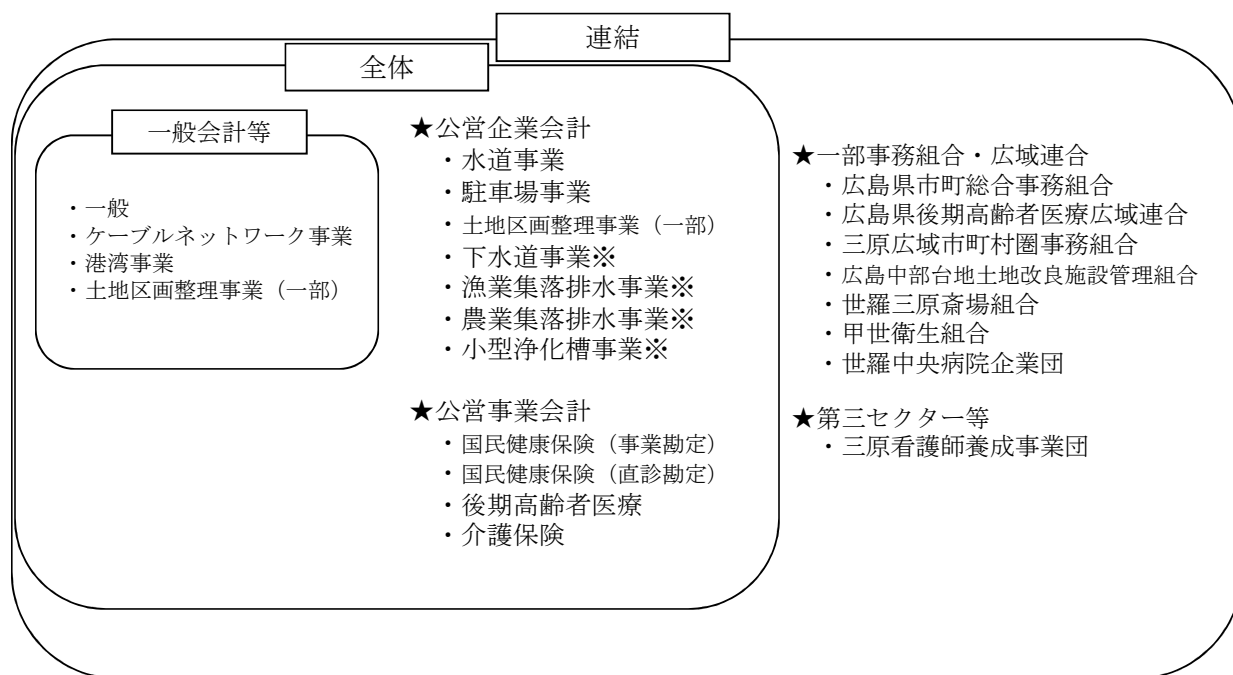 連結
全体
一般会計等
・一般
・ケーブルネットワーク事業
・港湾事業
・土地区画整理事業（一部）
★公営企業会計
・水道事業
・駐車場事業
・土地区画整理事業（一部）
・下水道事業※
・漁業集落排水事業※
・農業集落排水事業※
・小型浄化槽事業※
★公営事業会計
・国民健康保険（事業勘定）
・国民健康保険（直診勘定）
・後期高齢者医療
・介護保険
★一部事務組合・広域連合
・広島県市町総合事務組合
・広島県後期高齢者医療広域連合
・三原広域市町村圏事務組合
・広島中部台地土地改良施設管理組合
・世羅三原斎場組合
・甲世衛生組合
・世羅中央病院企業団
★第三セクター等
・三原看護師養成事業団